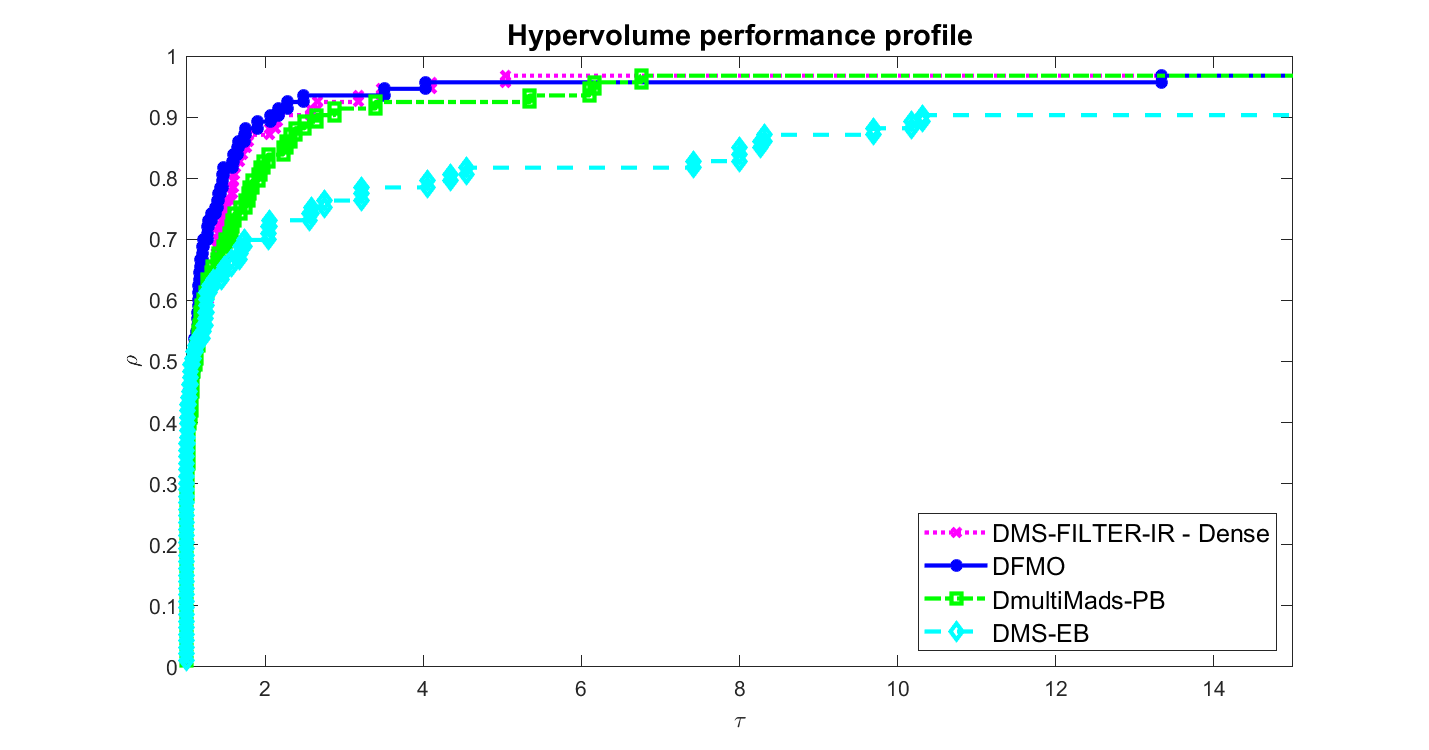 Hypervolume performance profile
1
0.9
0.8
0.7
0.6
0.5
0.4
0.3
0.2
0.1
0
ρ
2 4 6 8 10 12 14
τ
DMS-FILTER-IR - Dense
DFMO
DmultiMads-PB
DMS-EB